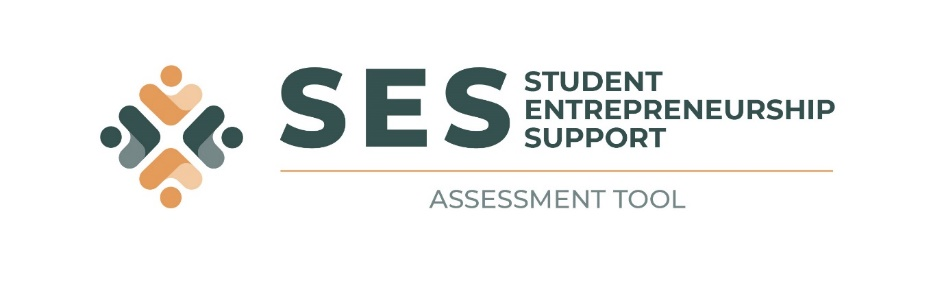 SES
STUDENT
ENTREPRENEURSHIP
SUPPORT
ASSESSMENT TOOL